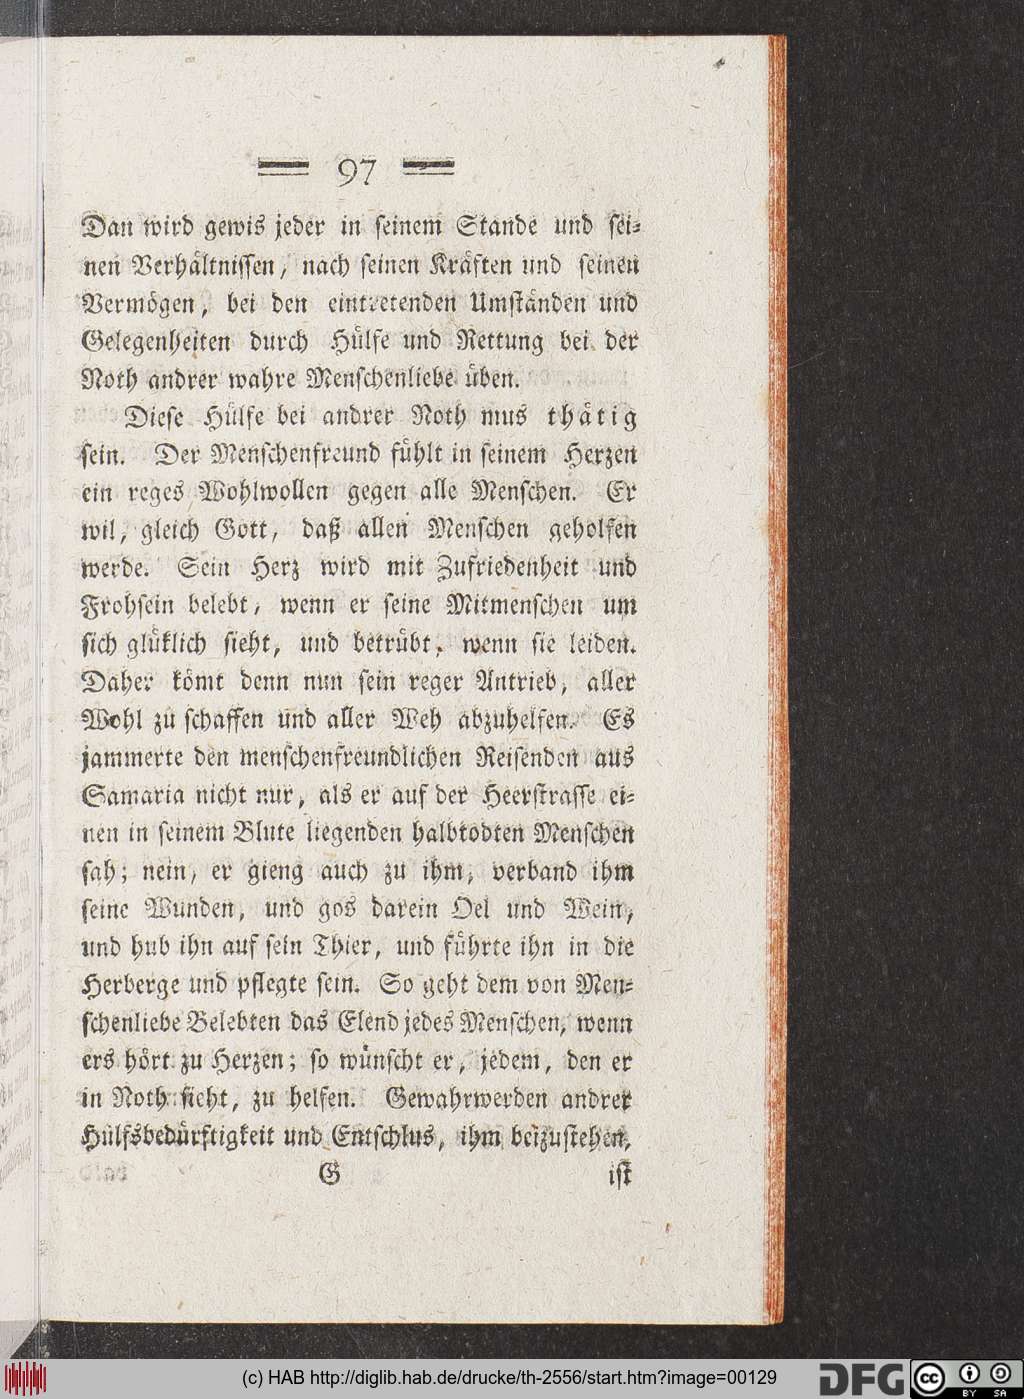 97
Dan wird gewis jeder in seinem Stande und sei-
nen Verhältnissen, nach seinen Kräften und seinen
Vermögen, bei den eintretenden Umständen und
Gelegenheiten durch Hülfe und Rettung bei der
Noth andrer wahre Menschenliebe üben.
Diese Hülfe bei andrer Noth mus thätig
sein. Der Menschenfreund fühlt in seinem Herzen
ein reges Wohlwollen gegen alle Menschen. Er
wil, gleich Gott, daß allen Menschen geholfen
werde. Sein Herz wird mit Zufriedenheit und
Frohsein belebt, wenn er seine Mitmenschen um
sich glüklich sieht, und betrübt, wenn sie leiden.
Daher kömt denn nun sein reger Antrieb, aller
Wohl zu schaffen und aller Weh abzuhelfen. Es
jammerte den menschenfreundlichen Reisenden aus
Samaria nicht nur, als er auf der Heerstrasse ei-
nen in seinem Blute liegenden halbtodten Menschen
sah; nein, er gieng auch zu ihm, verband ihm
seine Wunden, und gos darein Oel und Wein,
und hub ihn auf sein Thier, und führte ihn in die
Herberge und pflegte sein. So geht dem von Men-
schenliebe Belebten das Elend jedes Menschen, wenn
ers hört zu Herzen; so wünscht er, jedem, den er
in Noth sieht, zu helfen. Gewahrwerden andrer
Hülfsbedürftigkeit und Entschlus, ihm beizustehen,
G ist
(c) HAB http://diglib.hab.de/drucke/th-2556/start.htm?image=00129
DFG
cc BY SA